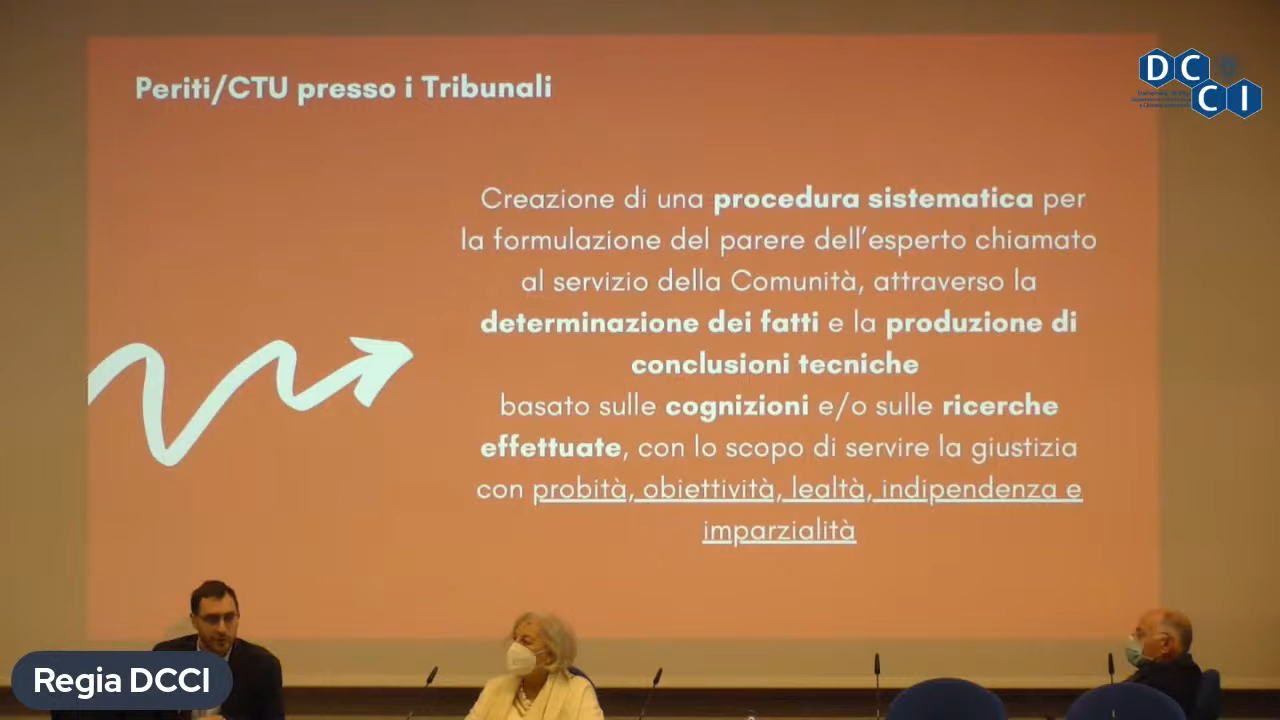 Periti/CTU presso i Tribunali
DC
CI
Creazione di una procedura sistematica per
la formulazione del parere dell'esperto chiamato
al servizio della Comunità, attraverso la
determinazione dei fatti e la produzione di
conclusioni tecniche
basato sulle cognizioni e/o sulle ricerche
effettuate, con lo scopo di servire la giustizia
con probità, obiettività, lealtà, indipendenza e
imparzialità
Regia DCCI